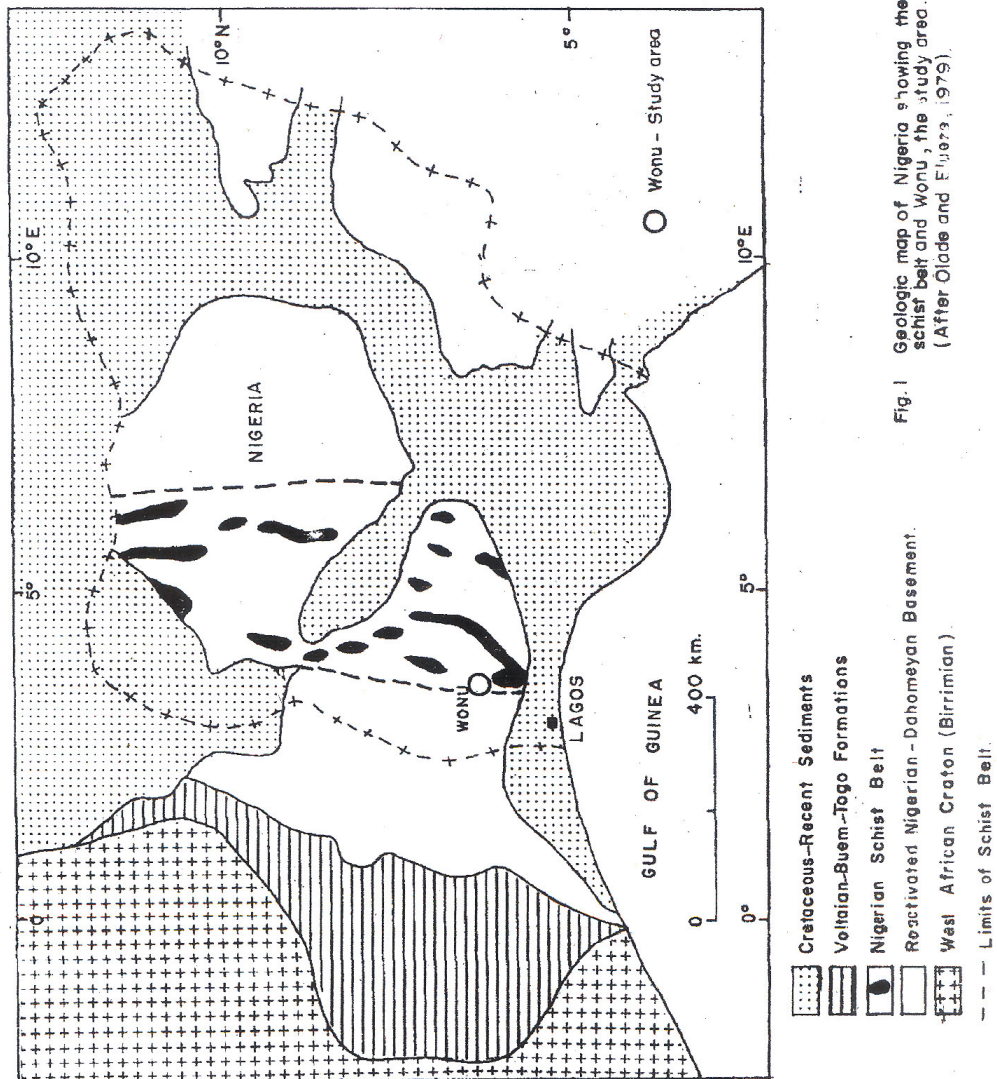 0
5°
10°E
10°N
NIGERIA
WONU
5°
LAGOS
GULF OF GUINEA
Wonu - Study area
0 400 km.
0° 5° 10°E
Cretaceous-Recent Sediments
Voltaian-Buem-Togo Formations
Nigerian Schist Belt
Reactivated Nigerian-Dahomeyan Basement.
West African Craton (Birrimian)
Limits of Schist Belt.
Fig.1 Geologic map of Nigeria showing the
schist belt and Wonu, the study area.
(After Olade and 1979)